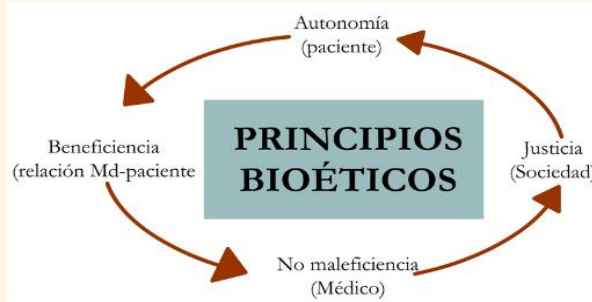 Autonomía
(paciente)
Beneficiencia
(relación Md-paciente
PRINCIPIOS
BIOÉTICOS
Justicia
(Sociedad)
No maleficiencia
(Médico)